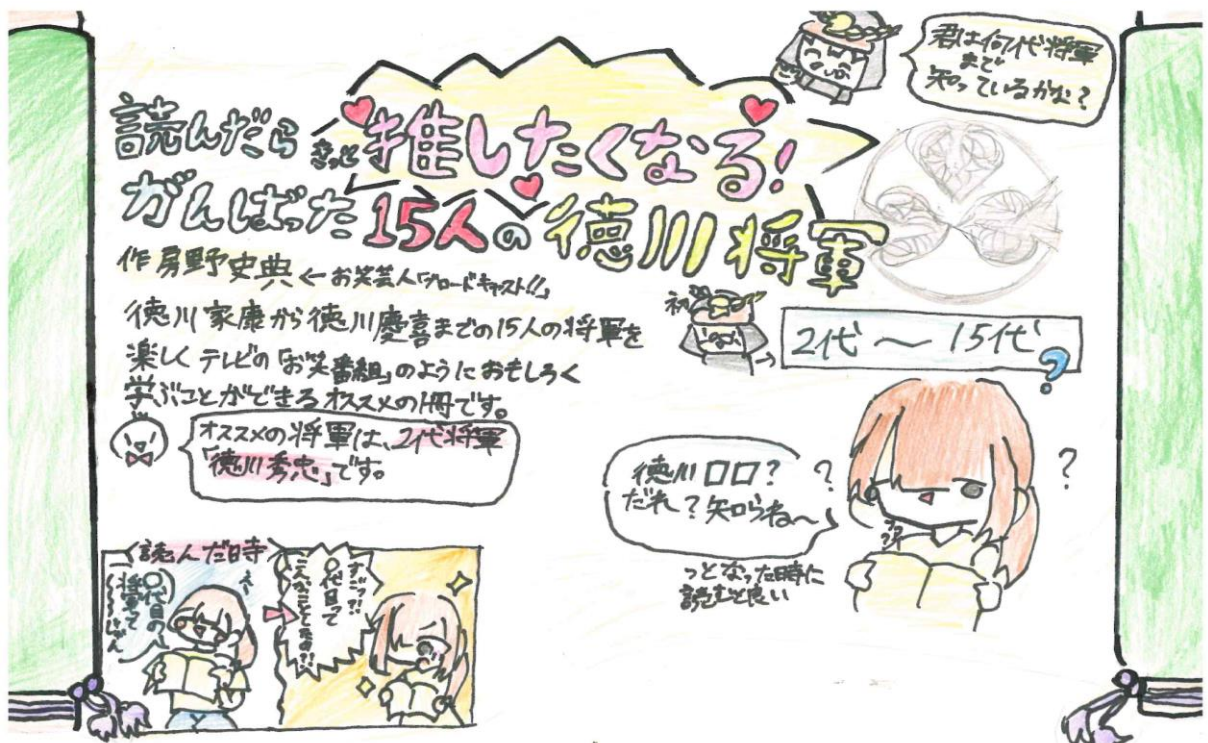 君は何代将軍
まで
知っているかな?
読んだら
きっと
推したくなる!
がんばった15人の徳川将軍
作 房野史典←お笑芸人「ブロードキャスト!!」
徳川家康から徳川慶喜までの15人の将軍を
楽しくテレビの「お笑番組」のようにおもしろく
学ぶことができるオススメの1冊です。
オススメの将軍は、2代将軍
「徳川秀忠」です。
初
2代〜15代
?
徳川口口?
だれ?知らね〜
?
?
っとなった時に
読むと良い
読んだ時
〇代目の
将軍って
すごっ!?
〇代目って
こんなことしたの?!